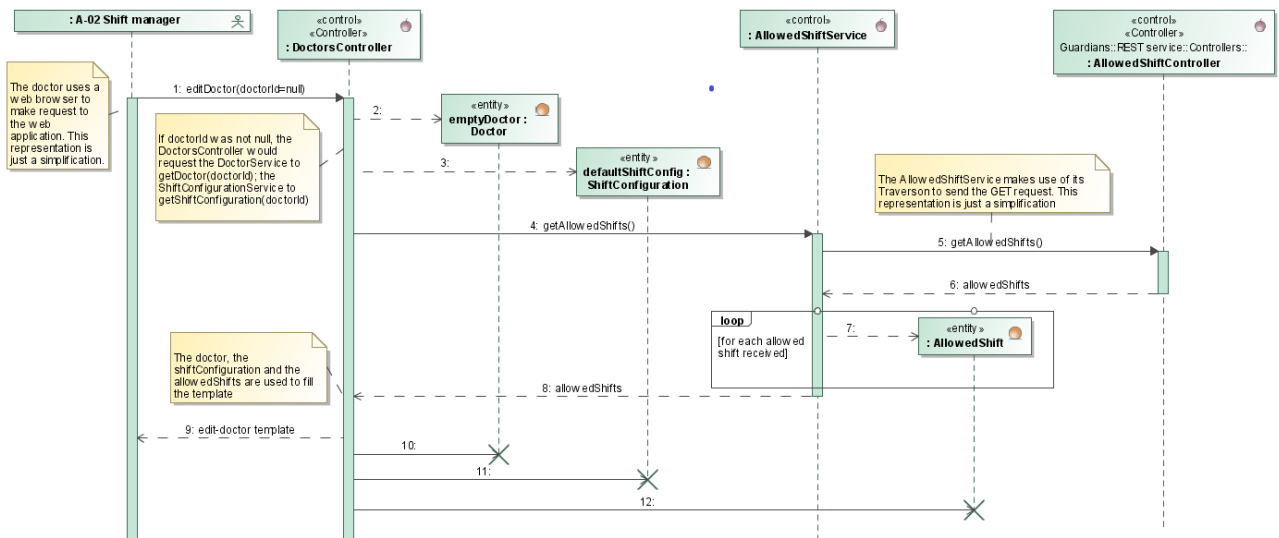 : A-02 Shift manager
«control»
«Controller»
: DoctorsController
«control»
: AllowedShiftService
«control»
«Controller»
Guardians::REST service::Controllers::
: AllowedShiftController
The doctor uses a
web browser to
make request to
the web
application. This
representation is
just a simplification.
1: editDoctor(doctorId=null)
2:
«entity»
emptyDoctor :
Doctor
If doctorId was not null, the
DoctorsController would
request the DoctorService to
getDoctor(doctorId); the
ShiftConfigurationService to
getShiftConfiguration(doctorId)
3:
«entity»
defaultShiftConfig :
ShiftConfiguration
The AllowedShiftService makes use of its
Traverson to send the GET request. This
representation is just a simplification
4: getAllowedShifts()
5: getAllowedShifts()
6: allowedShifts
loop
[for each allowed
shift received]
7:
«entity»
: AllowedShift
The doctor, the
shiftConfiguration and the
allowedShifts are used to fill
the template
8: allowedShifts
9: edit-doctor template
10:
11:
12: